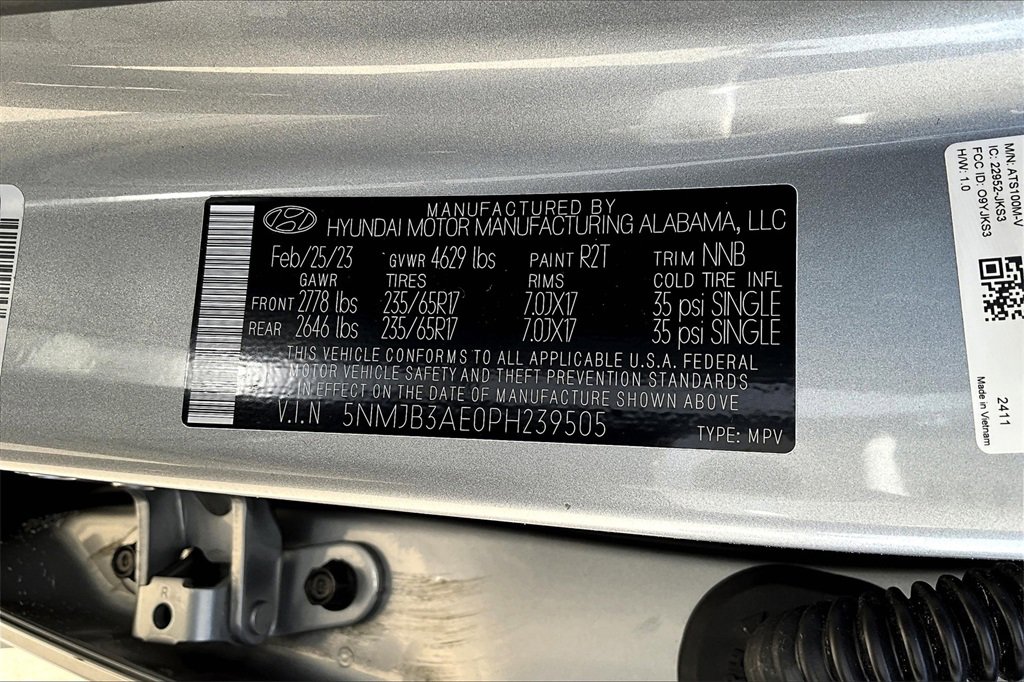 MANUFACTURED BY
HYUNDAI MOTOR MANUFACTURING ALABAMA, LLC
Feb/25/23 GVWR 4629 lbs PAINT R2T TRIM NNB
GAWR TIRES RIMS COLD TIRE INFL
FRONT 2778 lbs 235/65R17 7.0JX17 35 psi SINGLE
REAR 2646 lbs 235/65R17 7.0JX17 35 psi SINGLE
THIS VEHICLE CONFORMS TO ALL APPLICABLE U.S.A. FEDERAL
MOTOR VEHICLE SAFETY AND THEFT PREVENTION STANDARDS
IN EFFECT ON THE DATE OF MANUFACTURE SHOWN ABOVE
V.I.N 5NMJB3AE0PH239505
TYPE: MPV
M/N: ATS100M-V
IC: 22952-JKS3
FCC ID: O9YJKS3
H/W: 1.0
2411
Made in Vietnam
R